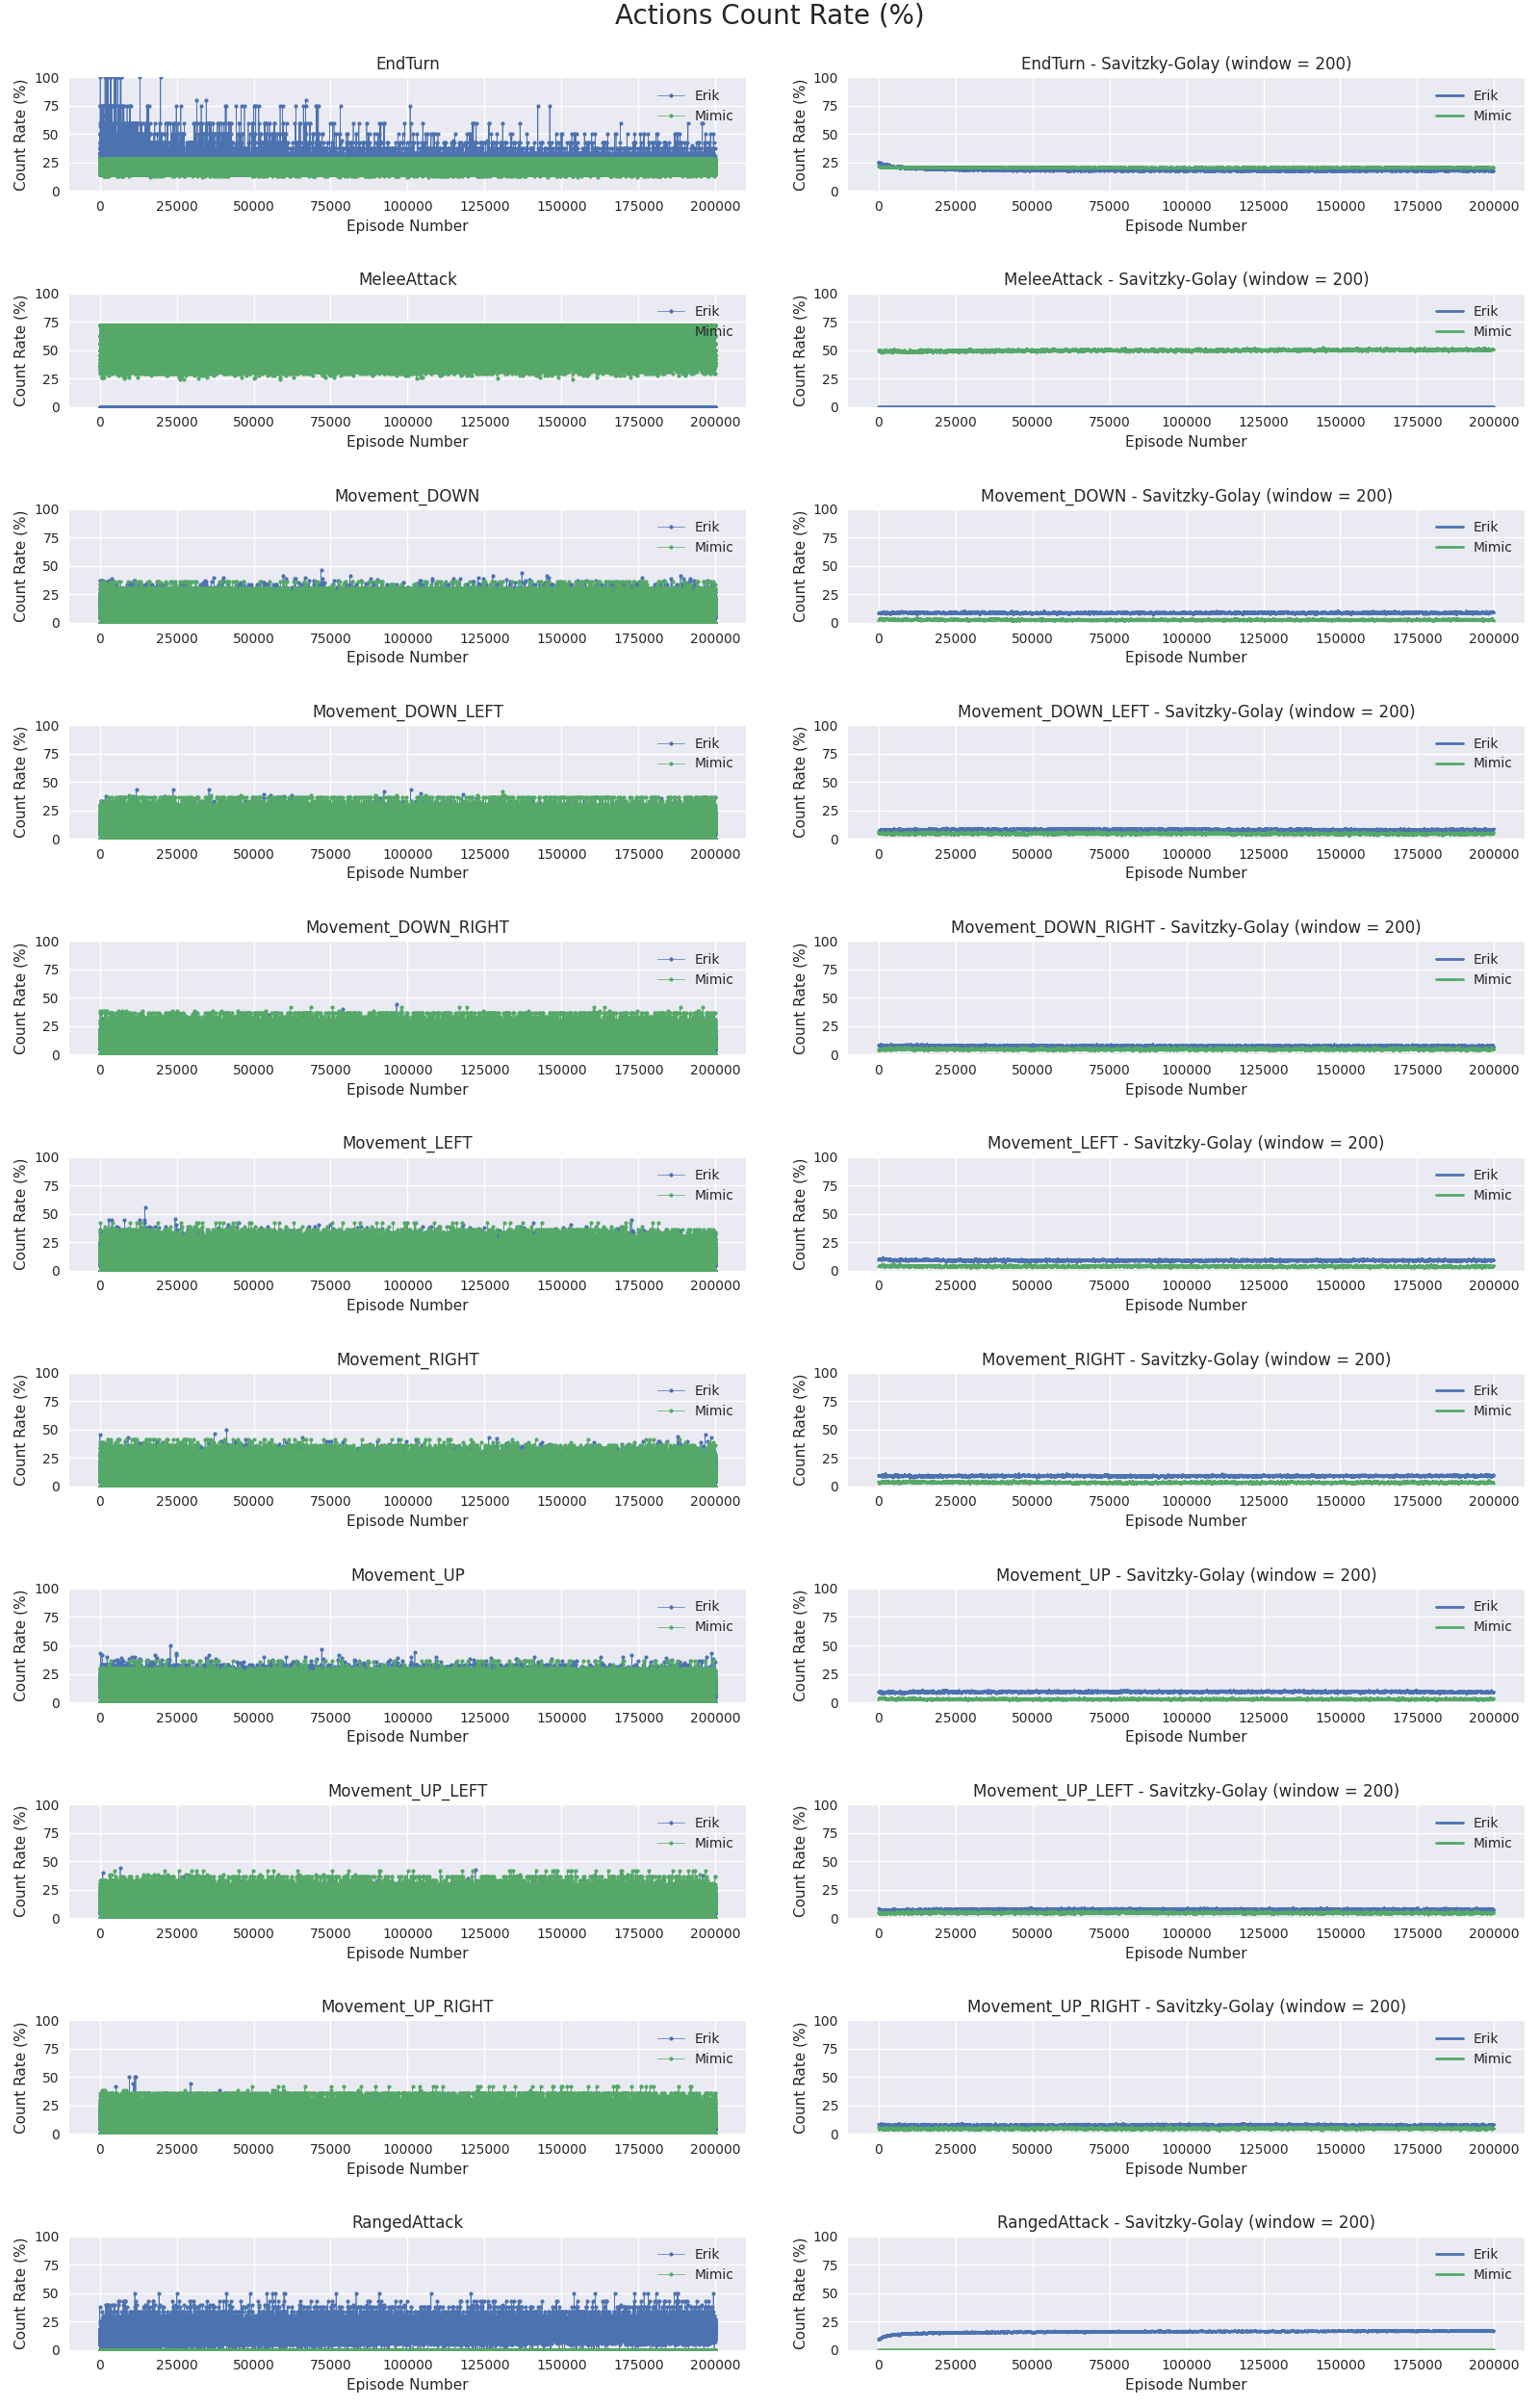 Actions Count Rate (%)
EndTurn
Count Rate (%)
100
75
50
25
0
Erik
Mimic
0 25000 50000 75000 100000 125000 150000 175000 200000
Episode Number
EndTurn - Savitzky-Golay (window = 200)
Count Rate (%)
100
75
50
25
0
Erik
Mimic
0 25000 50000 75000 100000 125000 150000 175000 200000
Episode Number
MeleeAttack
Count Rate (%)
100
75
50
25
0
Erik
Mimic
0 25000 50000 75000 100000 125000 150000 175000 200000
Episode Number
MeleeAttack - Savitzky-Golay (window = 200)
Count Rate (%)
100
75
50
25
0
Erik
Mimic
0 25000 50000 75000 100000 125000 150000 175000 200000
Episode Number
Movement_DOWN
Count Rate (%)
100
75
50
25
0
Erik
Mimic
0 25000 50000 75000 100000 125000 150000 175000 200000
Episode Number
Movement_DOWN - Savitzky-Golay (window = 200)
Count Rate (%)
100
75
50
25
0
Erik
Mimic
0 25000 50000 75000 100000 125000 150000 175000 200000
Episode Number
Movement_DOWN_LEFT
Count Rate (%)
100
75
50
25
0
Erik
Mimic
0 25000 50000 75000 100000 125000 150000 175000 200000
Episode Number
Movement_DOWN_LEFT - Savitzky-Golay (window = 200)
Count Rate (%)
100
75
50
25
0
Erik
Mimic
0 25000 50000 75000 100000 125000 150000 175000 200000
Episode Number
Movement_DOWN_RIGHT
Count Rate (%)
100
75
50
25
0
Erik
Mimic
0 25000 50000 75000 100000 125000 150000 175000 200000
Episode Number
Movement_DOWN_RIGHT - Savitzky-Golay (window = 200)
Count Rate (%)
100
75
50
25
0
Erik
Mimic
0 25000 50000 75000 100000 125000 150000 175000 200000
Episode Number
Movement_LEFT
Count Rate (%)
100
75
50
25
0
Erik
Mimic
0 25000 50000 75000 100000 125000 150000 175000 200000
Episode Number
Movement_LEFT - Savitzky-Golay (window = 200)
Count Rate (%)
100
75
50
25
0
Erik
Mimic
0 25000 50000 75000 100000 125000 150000 175000 200000
Episode Number
Movement_RIGHT
Count Rate (%)
100
75
50
25
0
Erik
Mimic
0 25000 50000 75000 100000 125000 150000 175000 200000
Episode Number
Movement_RIGHT - Savitzky-Golay (window = 200)
Count Rate (%)
100
75
50
25
0
Erik
Mimic
0 25000 50000 75000 100000 125000 150000 175000 200000
Episode Number
Movement_UP
Count Rate (%)
100
75
50
25
0
Erik
Mimic
0 25000 50000 75000 100000 125000 150000 175000 200000
Episode Number
Movement_UP - Savitzky-Golay (window = 200)
Count Rate (%)
100
75
50
25
0
Erik
Mimic
0 25000 50000 75000 100000 125000 150000 175000 200000
Episode Number
Movement_UP_LEFT
Count Rate (%)
100
75
50
25
0
Erik
Mimic
0 25000 50000 75000 100000 125000 150000 175000 200000
Episode Number
Movement_UP_LEFT - Savitzky-Golay (window = 200)
Count Rate (%)
100
75
50
25
0
Erik
Mimic
0 25000 50000 75000 100000 125000 150000 175000 200000
Episode Number
Movement_UP_RIGHT
Count Rate (%)
100
75
50
25
0
Erik
Mimic
0 25000 50000 75000 100000 125000 150000 175000 200000
Episode Number
Movement_UP_RIGHT - Savitzky-Golay (window = 200)
Count Rate (%)
100
75
50
25
0
Erik
Mimic
0 25000 50000 75000 100000 125000 150000 175000 200000
Episode Number
RangedAttack
Count Rate (%)
100
75
50
25
0
Erik
Mimic
0 25000 50000 75000 100000 125000 150000 175000 200000
Episode Number
RangedAttack - Savitzky-Golay (window = 200)
Count Rate (%)
100
75
50
25
0
Erik
Mimic
0 25000 50000 75000 100000 125000 150000 175000 200000
Episode Number